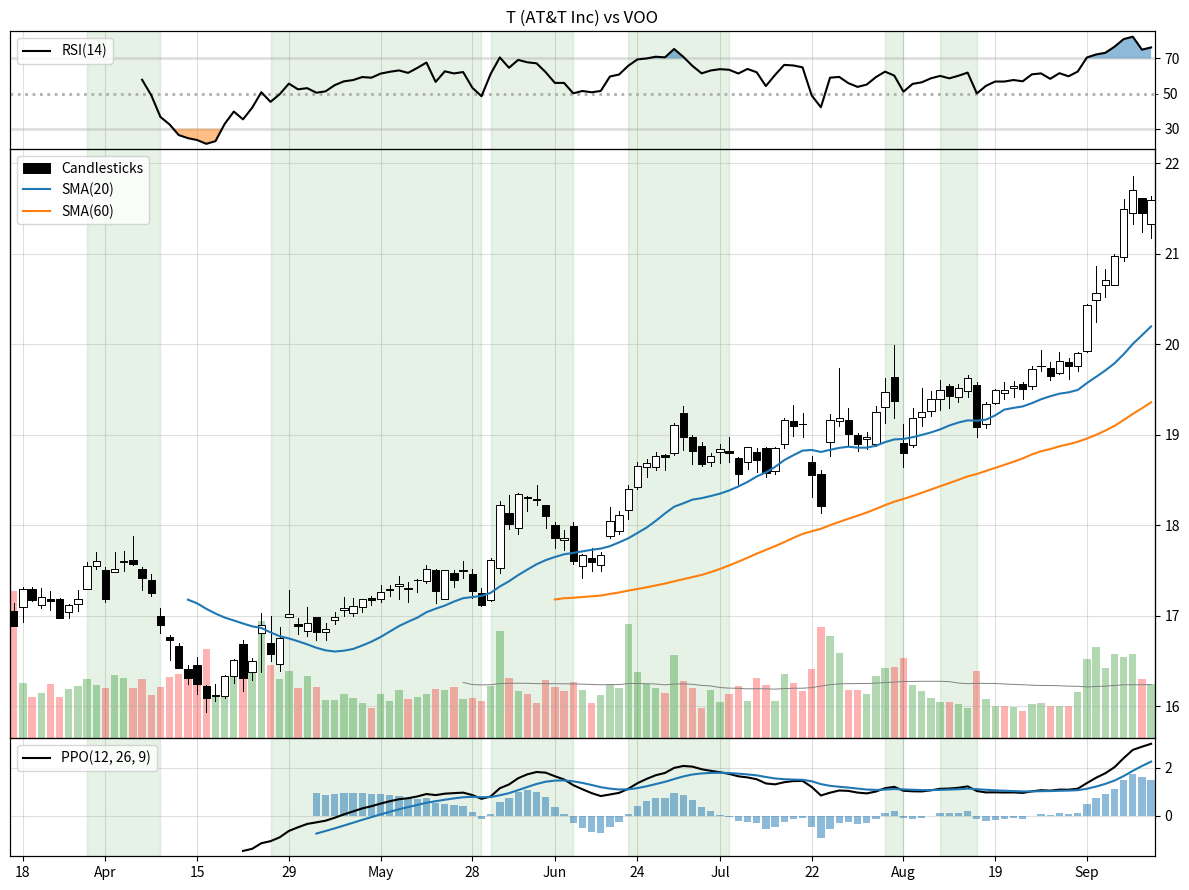 T (AT&T Inc) vs VOO
RSI(14)
70
50
30
Candlesticks
SMA(20)
SMA(60)
22
21
20
19
18
17
16
PPO(12, 26, 9)
2
0
18 Apr 15 29 May 28 Jun 24 Jul 22 Aug 19 Sep